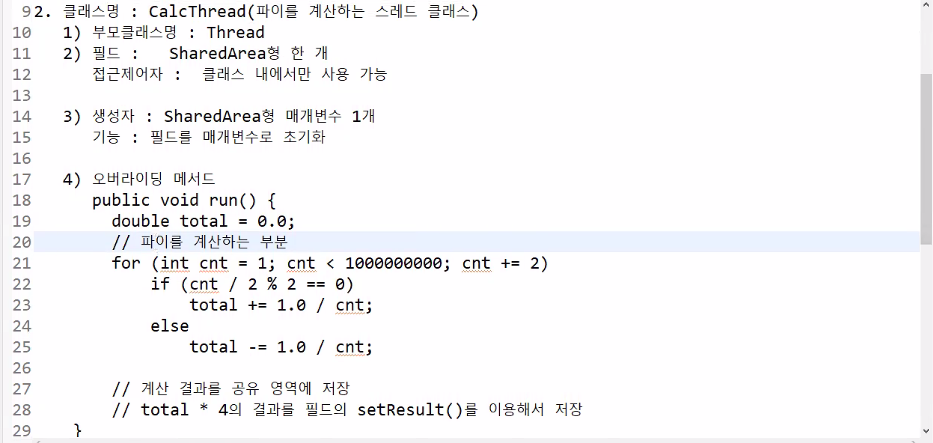 9 2. 클래스명 : CalcThread(파이를 계산하는 스레드 클래스)
10 1) 부모클래스명 : Thread
11 2) 필드 : SharedArea형 한 개
12 접근제어자 : 클래스 내에서만 사용 가능
13
14 3) 생성자 : SharedArea형 매개변수 1개
15 기능 : 필드를 매개변수로 초기화
16
17 4) 오버라이딩 메서드
18 public void run() {
19 double total = 0.0;
20 // 파이를 계산하는 부분
21 for (int cnt = 1; cnt < 1000000000; cnt += 2)
22 if (cnt / 2 % 2 == 0)
23 total += 1.0 / cnt;
24 else
25 total -= 1.0 / cnt;
26
27 // 계산 결과를 공유 영역에 저장
28 // total * 4의 결과를 필드의 setResult()를 이용해서 저장
29 }